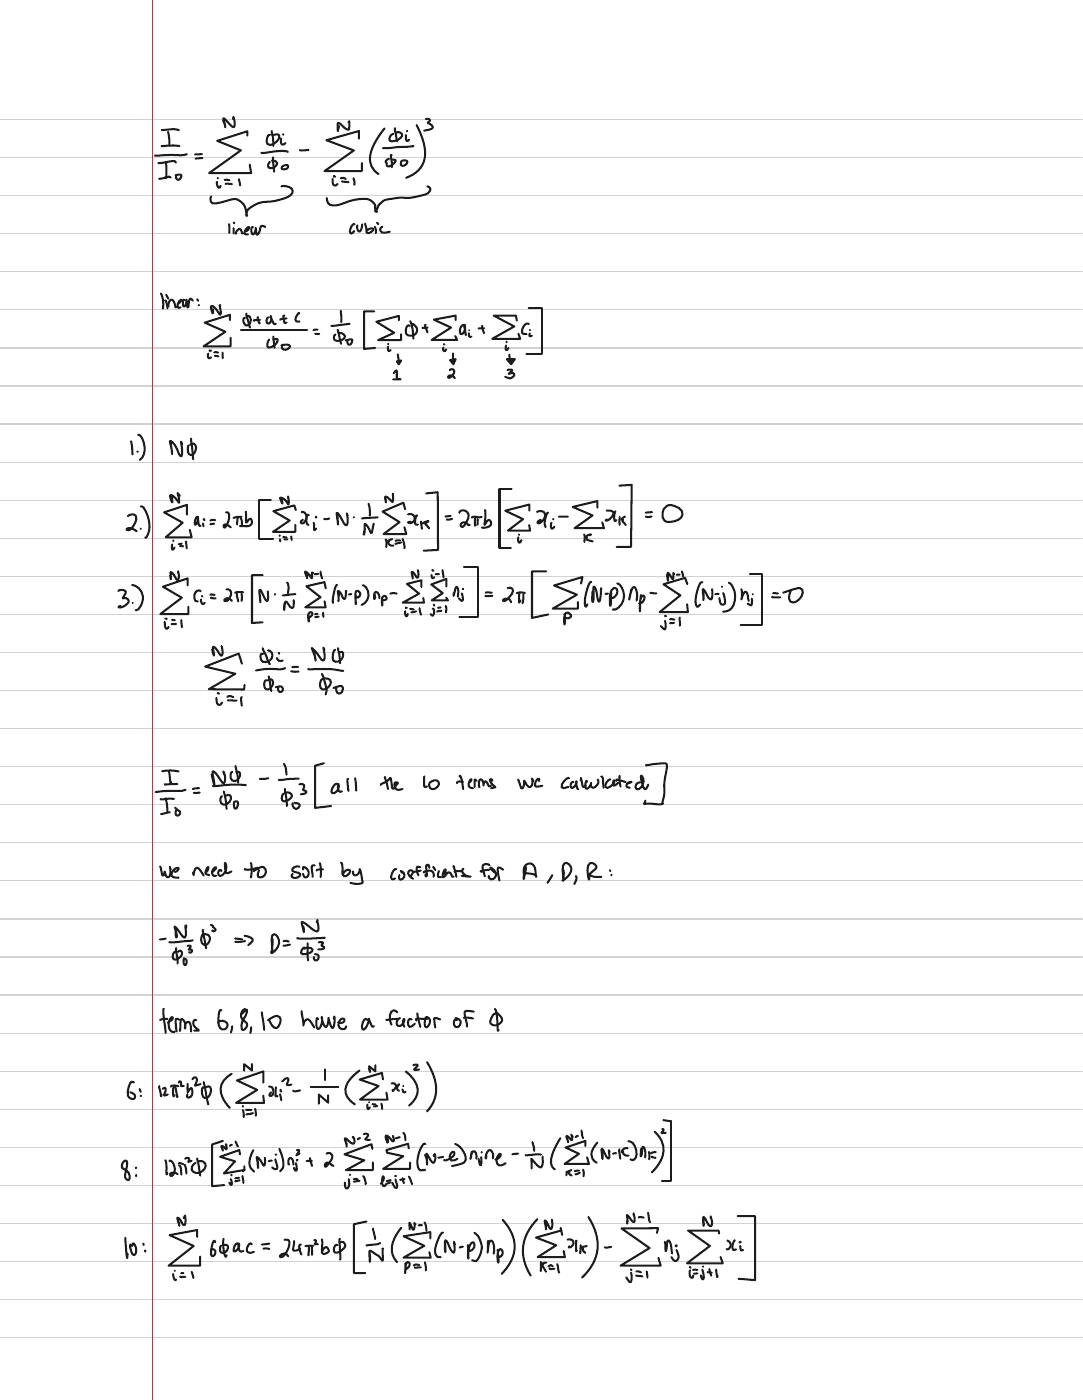 I/I₀ = Σ_{i=1}^{N} ϕi/ϕ₀ - Σ_{i=1}^{N} (ϕi/ϕ₀)³
linear cubic
linear: Σ_{i=1}^{N} (ϕ+a+c)/ϕ₀ = 1/ϕ₀ [Σ_i ϕ + Σ_i a_i + Σ_i c_i]
↓ ↓ ↓
1 2 3
1.) Nϕ
2.) Σ_{i=1}^{N} a_i = 2πb [Σ_{i=1}^{N} x_i - N · 1/N Σ_{k=1}^{N} x_k] = 2πb [Σ_i x_i - Σ_k x_k] = 0
3.) Σ_{i=1}^{N} c_i = 2π [N · 1/N Σ_{p=1}^{N-1} (N-p) n_p - Σ_{i=1}^{N} Σ_{j=1}^{i-1} n_j] = 2π [Σ_p (N-p) n_p - Σ_{j=1}^{N-1} (N-j) n_j] = 0
Σ_{i=1}^{N} ϕi/ϕ₀ = Nϕ/ϕ₀
I/I₀ = Nϕ/ϕ₀ - 1/ϕ₀³ [all the 10 terms we calculated]
we need to sort by coefficients for A, D, R:
-N/ϕ₀³ ϕ³ => D = N/ϕ₀³
terms 6, 8, 10 have a factor of ϕ
6: 12π²b²ϕ (Σ_{i=1}^{N} x_i² - 1/N (Σ_{i=1}^{N} x_i)²)
8: 12π²ϕ [Σ_{j=1}^{N-1} (N-j) n_j² + 2 Σ_{j=1}^{N-2} Σ_{ℓ=j+1}^{N-1} (N-ℓ) n_j n_ℓ - 1/N (Σ_{k=1}^{N-1} (N-k) n_k)²]
10: Σ_{i=1}^{N} 6ϕac = 24π²bϕ [1/N (Σ_{p=1}^{N-1} (N-p) n_p) (Σ_{k=1}^{N} x_k) - Σ_{j=1}^{N-1} n_j Σ_{i=j+1}^{N} x_i]